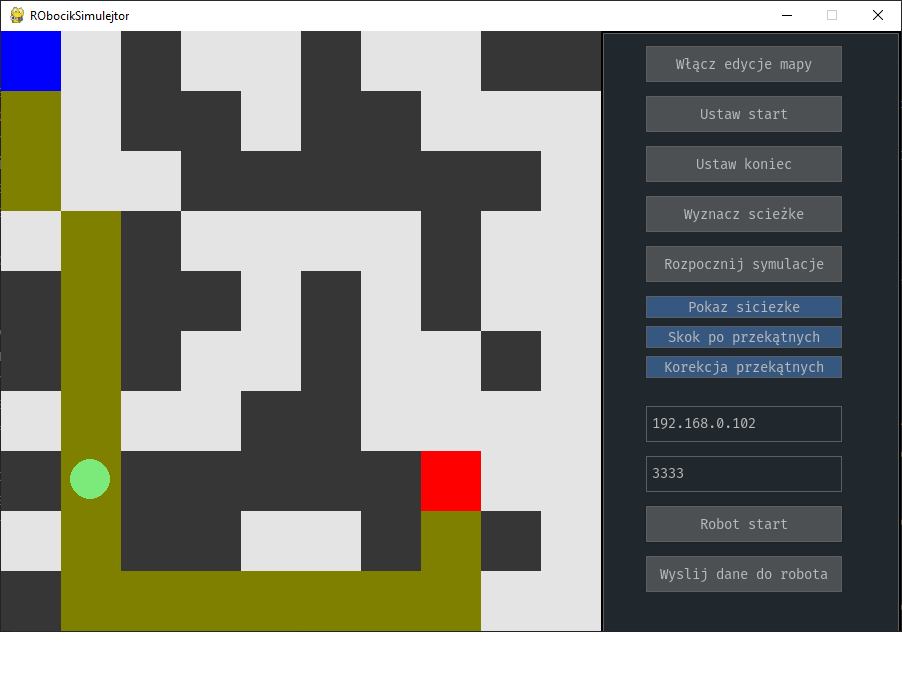 RObocikSimulejtor
Włącz edycje mapy
Ustaw start
Ustaw koniec
Wyznacz scieżke
Rozpocznij symulacje
Pokaz siciezke
Skok po przekątnych
Korekcja przekątnych
192.168.0.102
3333
Robot start
Wyslij dane do robota